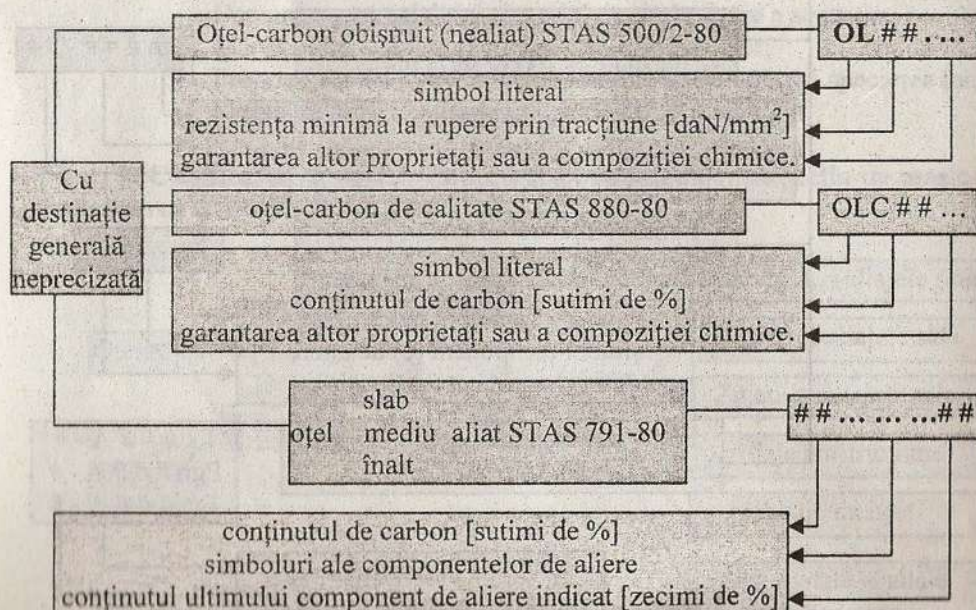 Oțel-carbon obișnuit (nealiat) STAS 500/2-80
OL # # . ....
simbol literal
rezistența minimă la rupere prin tracțiune [daN/mm²]
garantarea altor proprietati sau a compoziției chimice.
Cu
destinație
generală
neprecizată
oțel-carbon de calitate STAS 880-80
OLC # # ...
simbol literal
conținutul de carbon [sutimi de %]
garantarea altor proprietati sau a compoziției chimice.
slab
oțel mediu aliat STAS 791-80
înalt
# # ... ... ...# #
conținutul de carbon [sutimi de %]
simboluri ale componentelor de aliere
conținutul ultimului component de aliere indicat [zecimi de %]